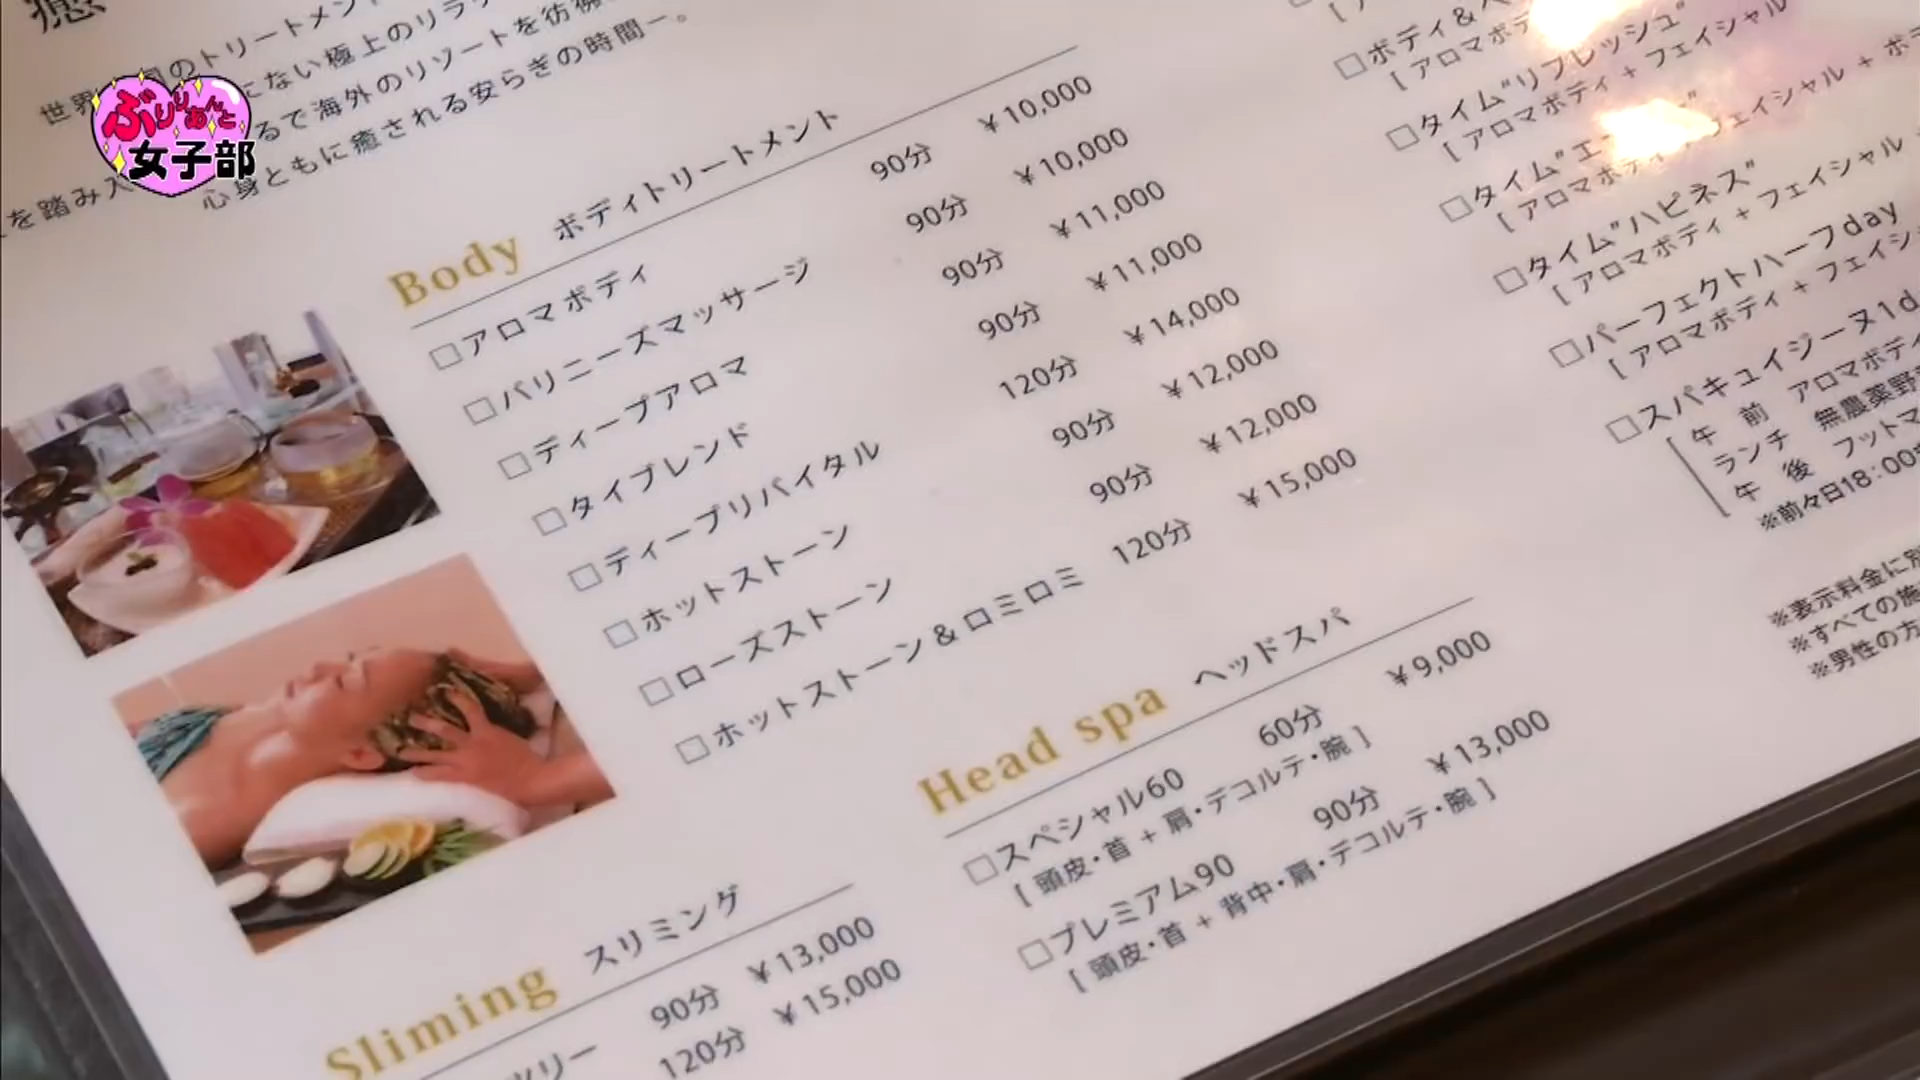 癒
世界 のトリートメント
にない極上のリラ
るで海外のリゾートを彷彿
を踏み入
心身ともに癒される安らぎの時間ー。
ぶりりあんと
女子部
Body ボディトリートメント
□アロマボディ 90分 ¥10,000
□バリニーズマッサージ 90分 ¥10,000
□ディープアロマ 90分 ¥11,000
□タイブレンド 90分 ¥11,000
□ディープリバイタル 120分 ¥14,000
□ホットストーン 90分 ¥12,000
□ローズストーン 90分 ¥12,000
□ホットストーン&ロミロミ 120分 ¥15,000
Head spa ヘッドスパ
□スペシャル60 60分 ¥9,000
[ 頭皮・首 + 肩・デコルテ・腕 ]
□プレミアム90 90分 ¥13,000
[ 頭皮・首 + 背中・肩・デコルテ・腕 ]
Sliming スリミング
90分 ¥13,000
ツリー 120分 ¥15,000
□ボディ&
[ アロマボデ
□タイム"リフレッシュ"
[ アロマボディ + フェイシャル
□タイム"エ
[ アロマボディ + フェイシャル + ボデ
□タイム"ハピネス"
[ アロマボディ + フェイシャル
□パーフェクトハーフday
[ アロマボディ + フェイシ
□スパキュイジーヌ1d
午 前 アロマボディ
ランチ 無農薬野
午 後 フットマ
※前々日18:00
※表示料金に別
※すべての施
※男性の方